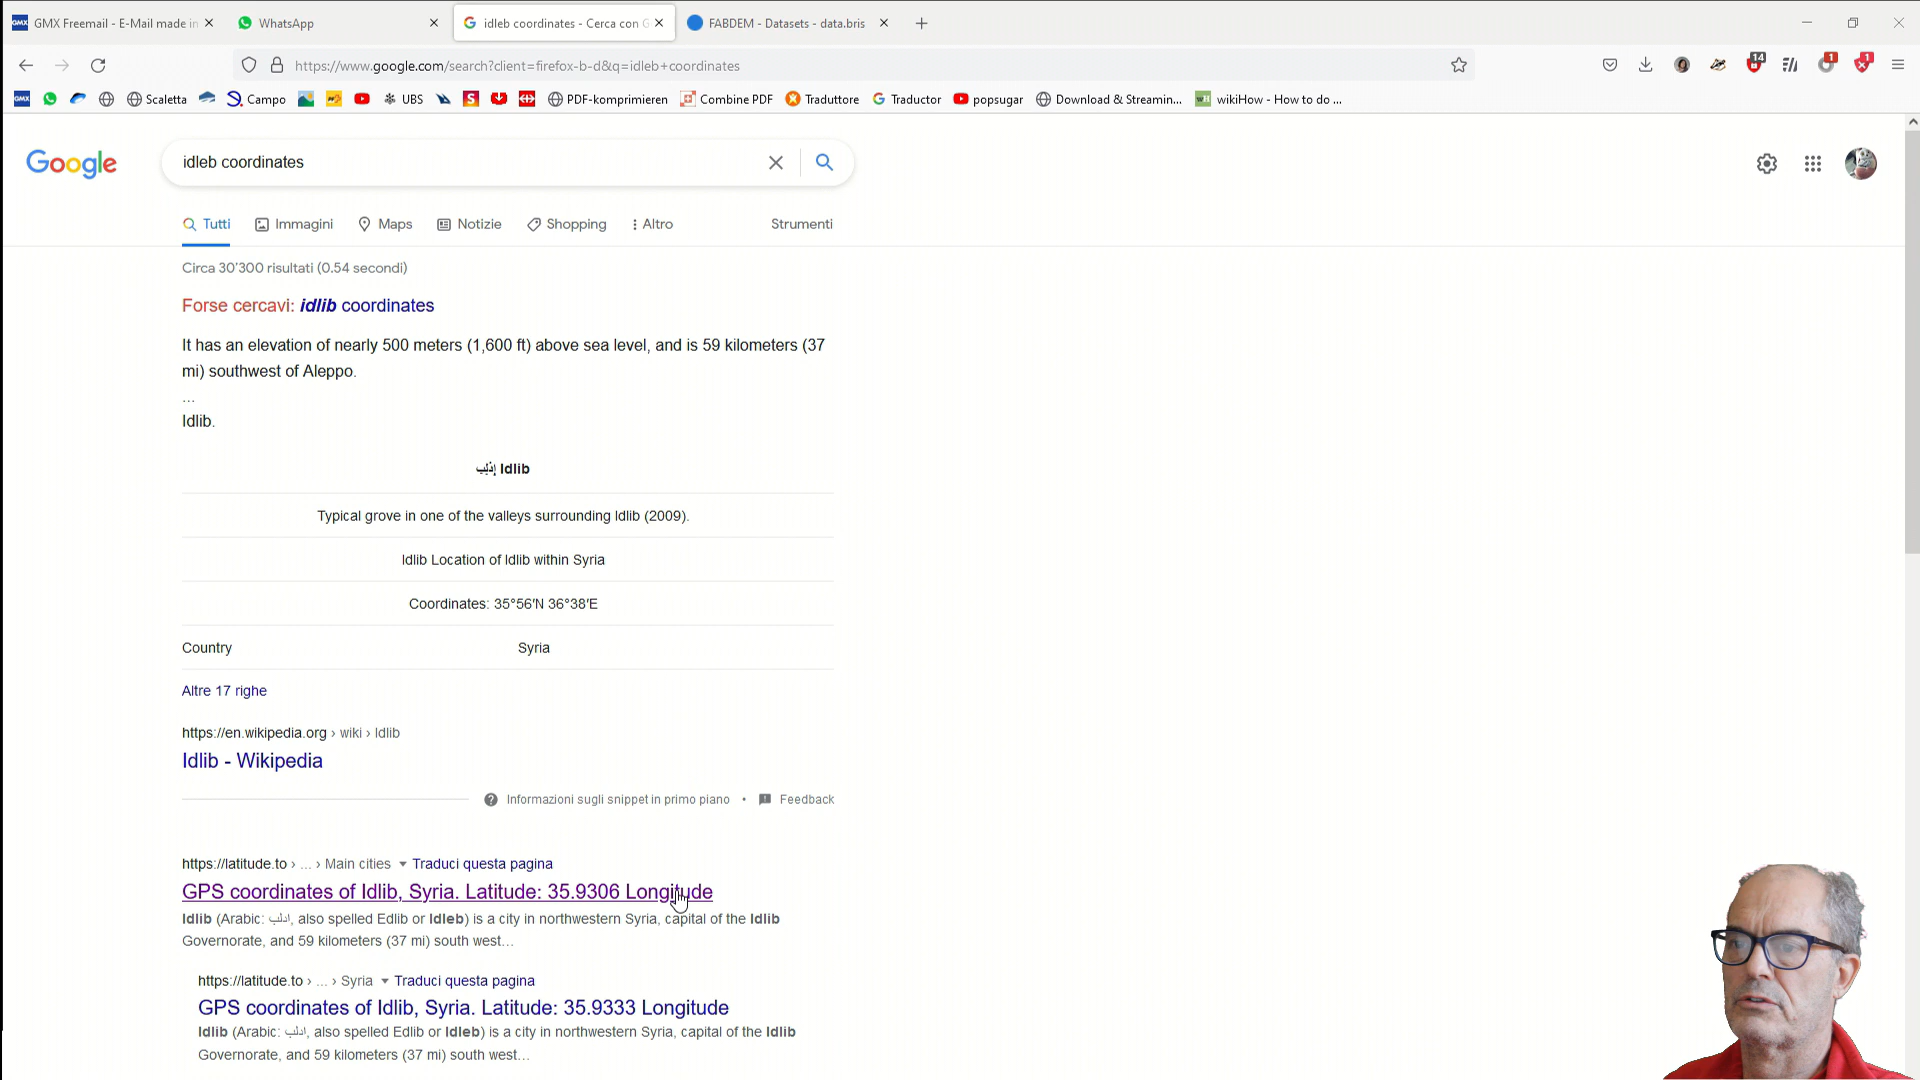 GMX Freemail - E-Mail made in
WhatsApp
idleb coordinates - Cerca con G
FABDEM - Datasets - data.bris
https://www.google.com/search?client=firefox-b-d&q=idleb+coordinates
14
1
1
GMX
Scaletta
Campo
UBS
PDF-komprimieren
Combine PDF
Traduttore
Traductor
popsugar
Download & Streamin...
wikiHow - How to do ...
Google
idleb coordinates
Tutti
Immagini
Maps
Notizie
Shopping
Altro
Strumenti
Circa 30'300 risultati (0.54 secondi)
Forse cercavi: idlib coordinates
It has an elevation of nearly 500 meters (1,600 ft) above sea level, and is 59 kilometers (37
mi) southwest of Aleppo.
...
Idlib.
إدْلِب Idlib
Typical grove in one of the valleys surrounding Idlib (2009).
Idlib Location of Idlib within Syria
Coordinates: 35°56′N 36°38′E
Country Syria
Altre 17 righe
https://en.wikipedia.org › wiki › Idlib
Idlib - Wikipedia
Informazioni sugli snippet in primo piano • Feedback
https://latitude.to › ... › Main cities Traduci questa pagina
GPS coordinates of Idlib, Syria. Latitude: 35.9306 Longitude
Idlib (Arabic: ادلب, also spelled Edlib or Idleb) is a city in northwestern Syria, capital of the Idlib
Governorate, and 59 kilometers (37 mi) south west...
https://latitude.to › ... › Syria Traduci questa pagina
GPS coordinates of Idlib, Syria. Latitude: 35.9333 Longitude
Idlib (Arabic: ادلب, also spelled Edlib or Idleb) is a city in northwestern Syria, capital of the Idlib
Governorate, and 59 kilometers (37 mi) south west...